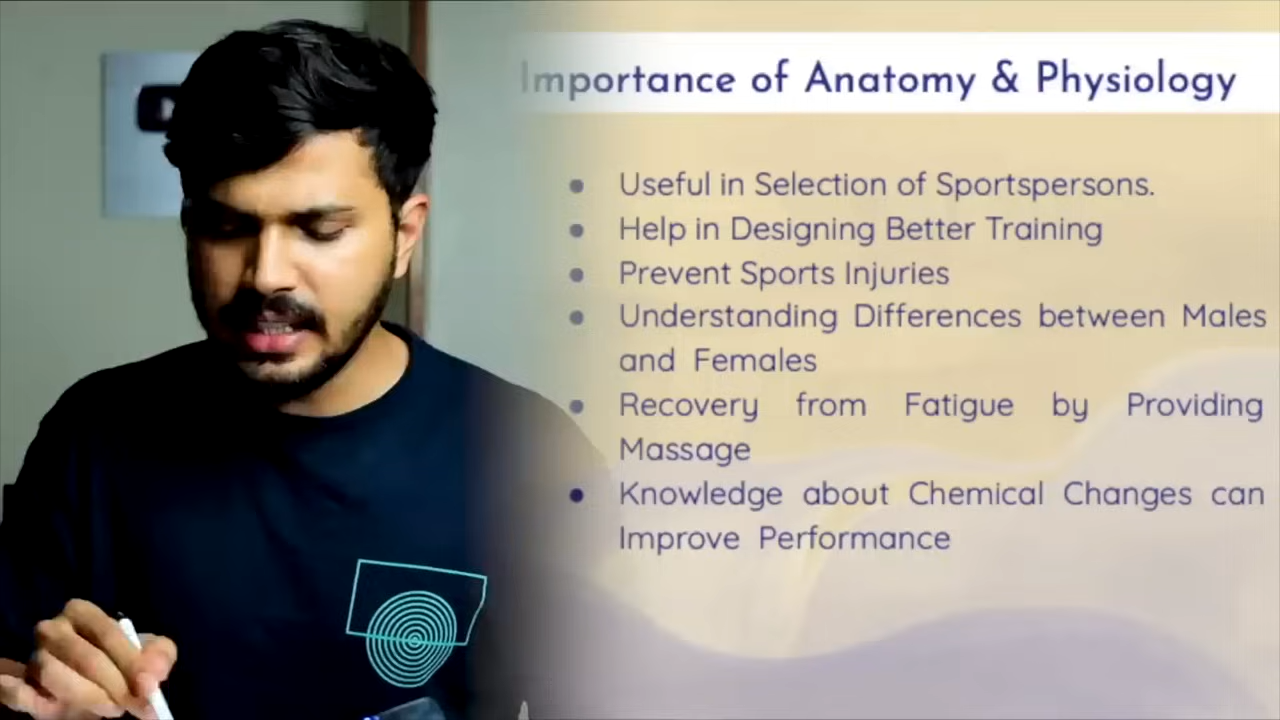 Importance of Anatomy & Physiology
• Useful in Selection of Sportspersons.
• Help in Designing Better Training
• Prevent Sports Injuries
• Understanding Differences between Males
and Females
• Recovery from Fatigue by Providing
Massage
• Knowledge about Chemical Changes can
Improve Performance